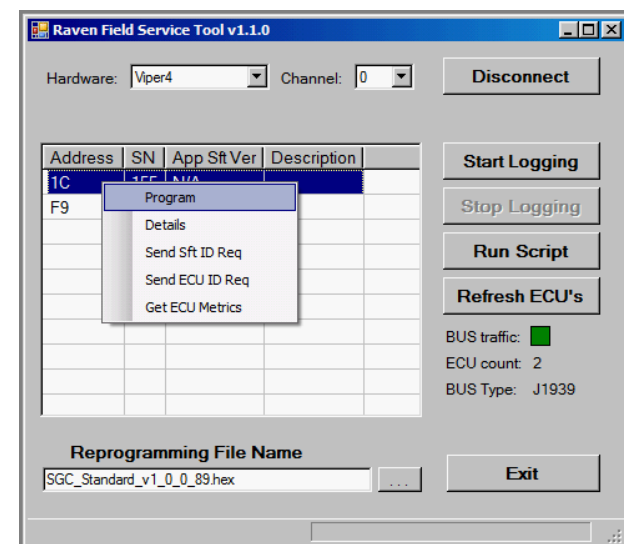 Raven Field Service Tool v1.1.0
Hardware: Viper4 Channel: 0 Disconnect
Address SN App Sft Ver Description
Start Logging
1C 1FF N/A
Program
F9
Stop Logging
Details
Send Sft ID Req
Run Script
Send ECU ID Req
Refresh ECU's
Get ECU Metrics
BUS traffic:
ECU count: 2
BUS Type: J1939
Reprogramming File Name
SGC_Standard_v1_0_0_89.hex ...
Exit